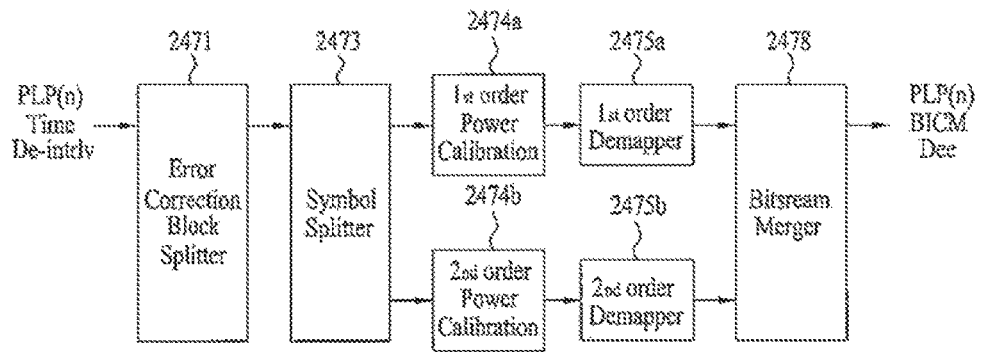 2471
2473
2474a
2475a
2478
PLP(n)
Time
De-intrlv
Error
Correction
Block
Splitter
Symbol
Splitter
1st order
Power
Calibration
1st order
Demapper
2474b
2475b
2nd order
Power
Calibration
2nd order
Demapper
Bitsream
Merger
PLP(n)
BICM
Dec